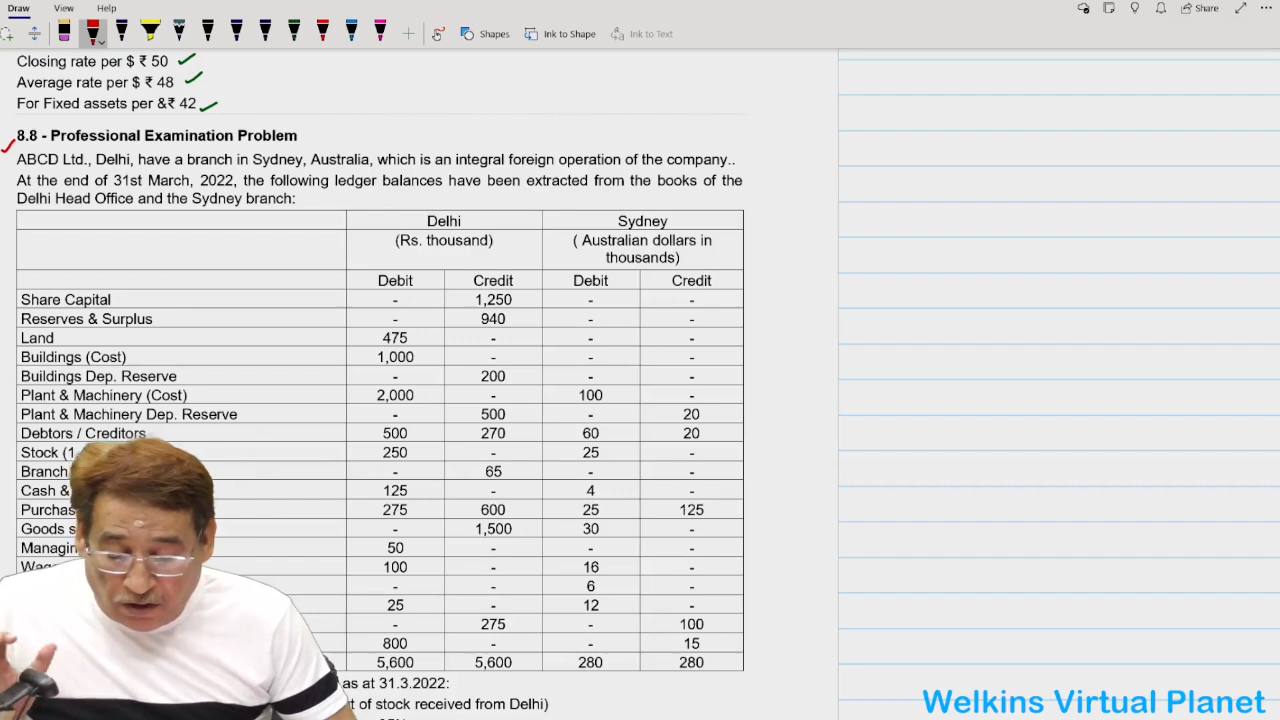 Draw View Help
Share
Shapes Ink to Shape Ink to Text
Closing rate per $ ₹ 50
Average rate per $ ₹ 48
For Fixed assets per &₹ 42
8.8 - Professional Examination Problem
ABCD Ltd., Delhi, have a branch in Sydney, Australia, which is an integral foreign operation of the company..
At the end of 31st March, 2022, the following ledger balances have been extracted from the books of the
Delhi Head Office and the Sydney branch:
Delhi Sydney
(Rs. thousand) ( Australian dollars in
thousands)
Debit Credit Debit Credit
Share Capital - 1,250 - -
Reserves & Surplus - 940 - -
Land 475 - - -
Buildings (Cost) 1,000 - - -
Buildings Dep. Reserve - 200 - -
Plant & Machinery (Cost) 2,000 - 100 -
Plant & Machinery Dep. Reserve - 500 - 20
Debtors / Creditors 500 270 60 20
Stock (1 250 - 25 -
Branch - 65 - -
Cash & 125 - 4 -
275 600 25 125
Goods - 1,500 30 -
50 - - -
100 - 16 -
- - 6 -
25 - 12 -
- 275 - 100
800 - - 15
5,600 5,600 280 280
as at 31.3.2022:
t of stock received from Delhi)
Welkins Virtual Planet